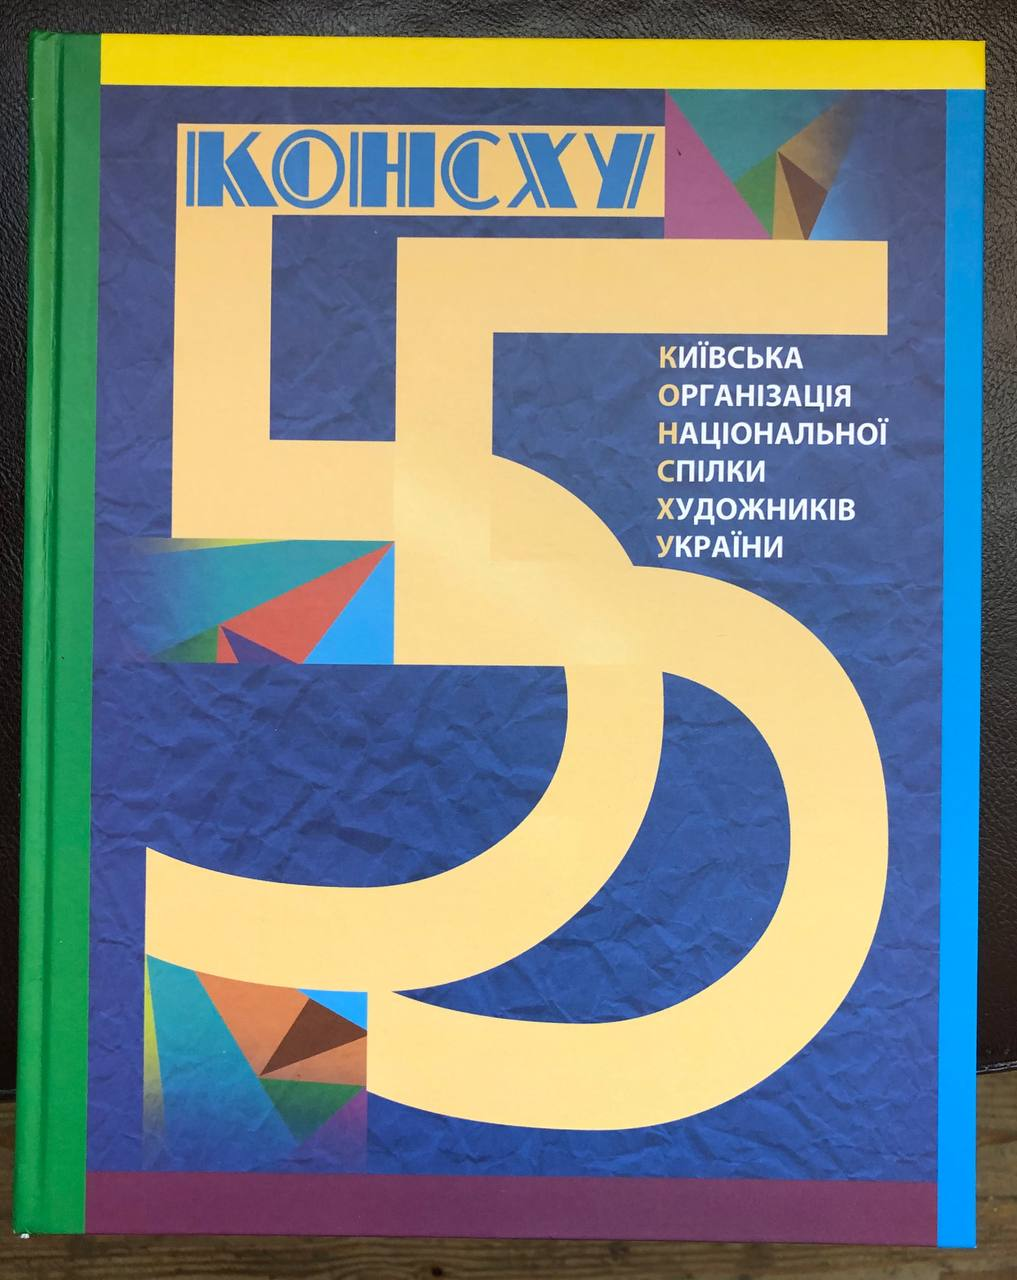 КОНСХУ
55
КИЇВСЬКА
ОРГАНІЗАЦІЯ
НАЦІОНАЛЬНОЇ
СПІЛКИ
ХУДОЖНИКІВ
УКРАЇНИ